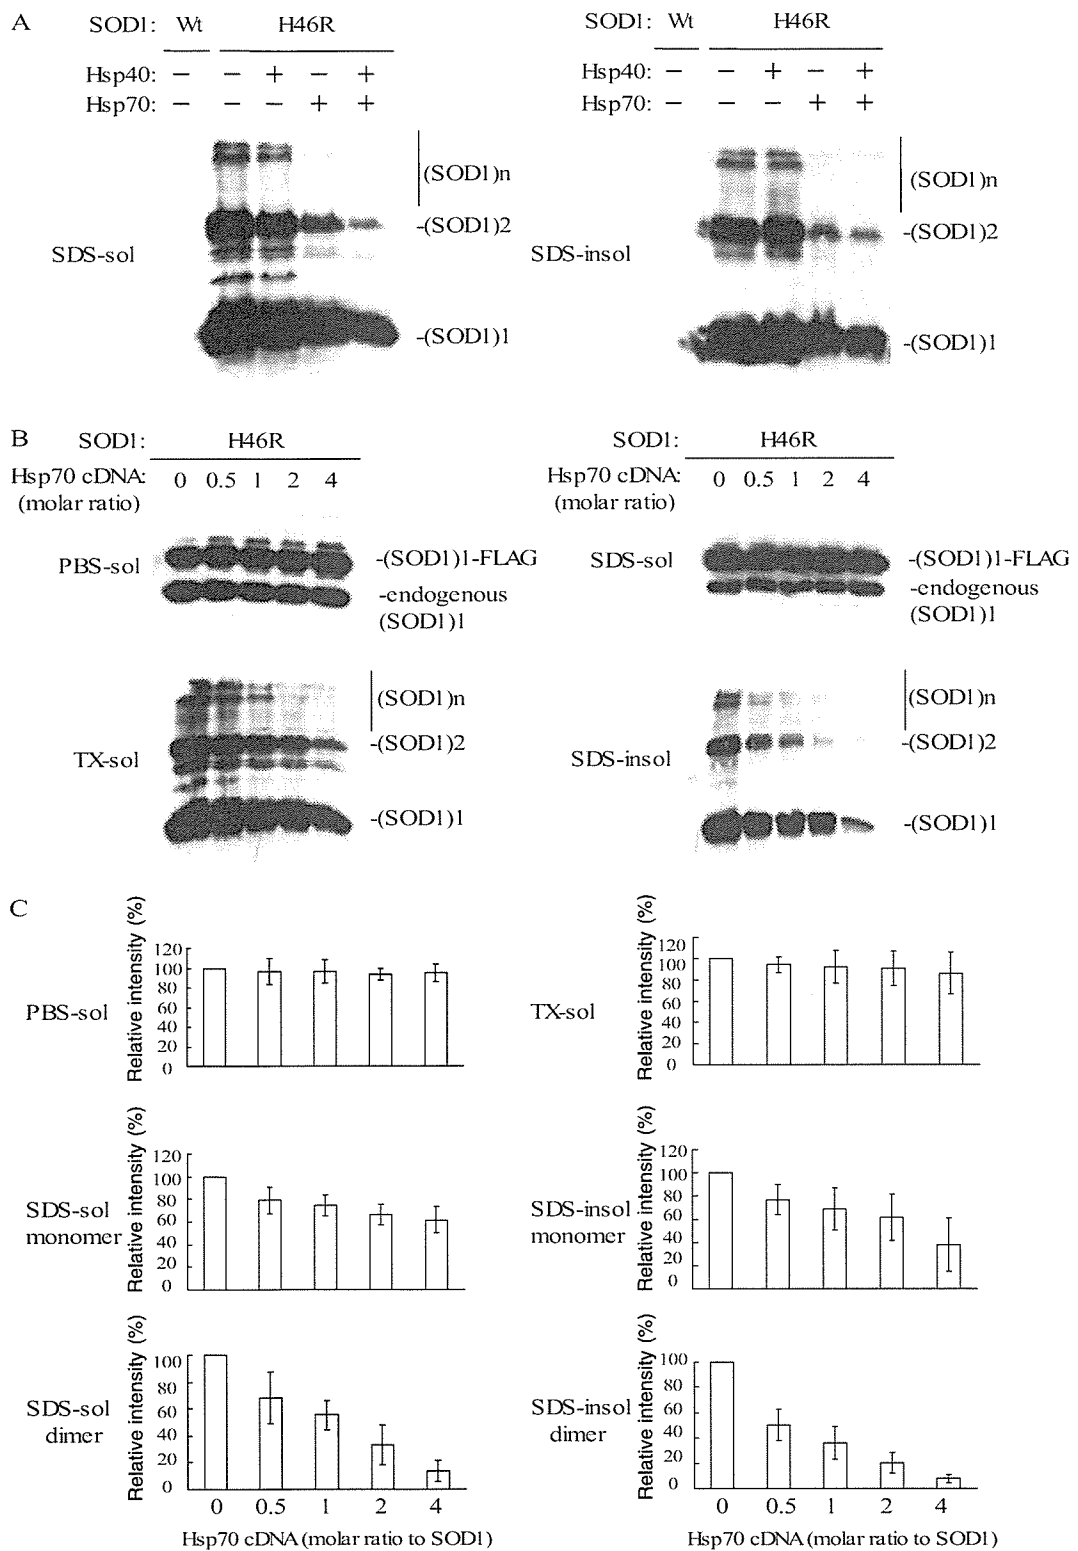 A
SOD1: Wt H46R
Hsp40: − − + − +
Hsp70: − − − + +
(SOD1)n
-(SOD1)2
SDS-sol
-(SOD1)1
SOD1: Wt H46R
Hsp40: − − + − +
Hsp70: − − − + +
(SOD1)n
-(SOD1)2
SDS-insol
-(SOD1)1
B
SOD1: H46R
Hsp70 cDNA: 0 0.5 1 2 4
(molar ratio)
PBS-sol
-(SOD1)1-FLAG
-endogenous
(SOD1)1
SOD1: H46R
Hsp70 cDNA: 0 0.5 1 2 4
(molar ratio)
SDS-sol
-(SOD1)1-FLAG
-endogenous
(SOD1)1
(SOD1)n
-(SOD1)2
TX-sol
-(SOD1)1
(SOD1)n
-(SOD1)2
SDS-insol
-(SOD1)1
C
PBS-sol
Relative intensity (%)
120
100
80
60
40
20
0
TX-sol
Relative intensity (%)
120
100
80
60
40
20
0
SDS-sol
monomer
Relative intensity (%)
120
100
80
60
40
20
0
SDS-insol
monomer
Relative intensity (%)
120
100
80
60
40
20
0
SDS-sol
dimer
Relative intensity (%)
100
80
60
40
20
0
0 0.5 1 2 4
Hsp70 cDNA (molar ratio to SOD1)
SDS-insol
dimer
Relative intensity (%)
100
80
60
40
20
0
0 0.5 1 2 4
Hsp70 cDNA (molar ratio to SOD1)